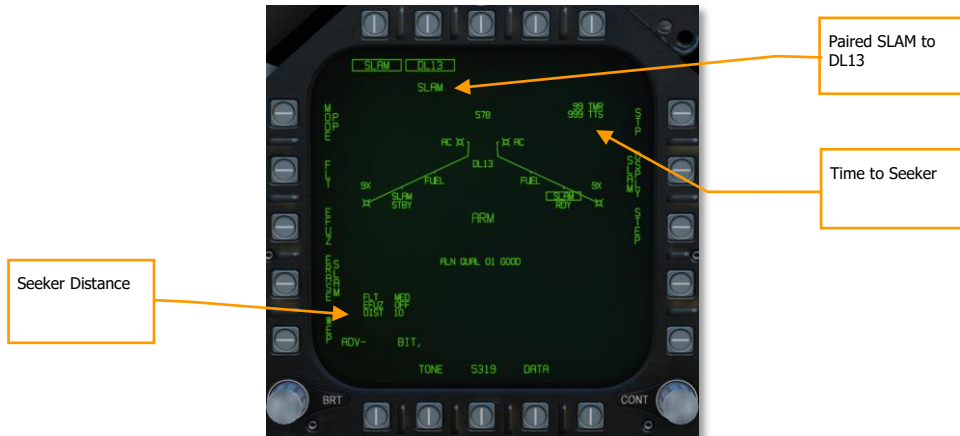 SLAM DL13
SLAM
578
99 TMR
999 TTS
MODE
PP
STP
AC AC
DL13
FLT
SLAM
DSPLY
9X FUEL FUEL 9X
SLAM SLAM
STBY RDY
EFUZ
ARM
STEP
ALN QUAL 01 GOOD
ERASE
SLAM
FLT MED
EFUZ OFF
DIST 10
ADV- BIT,
TONE 5319 DATA
BRT CONT
Paired SLAM to
DL13
Time to Seeker
Seeker Distance